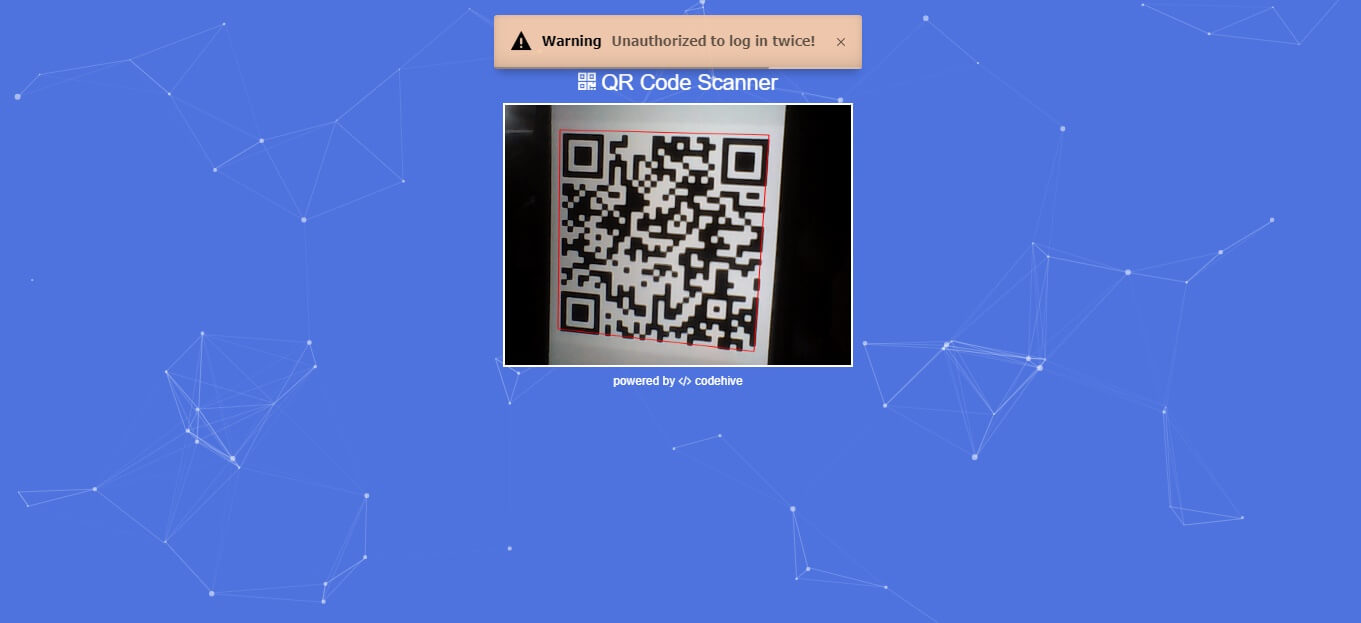 Warning Unauthorized to log in twice!
QR Code Scanner
powered by </> codehive